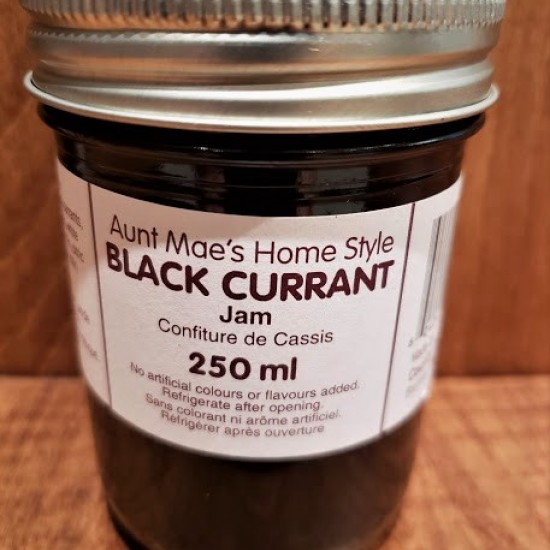 Aunt Mae's Home Style
BLACK CURRANT
Jam
Confiture de Cassis
250 ml
No artificial colours or flavours added.
Refrigerate after opening.
Sans colorant ni arôme artificiel.
Refrigérer après ouverture